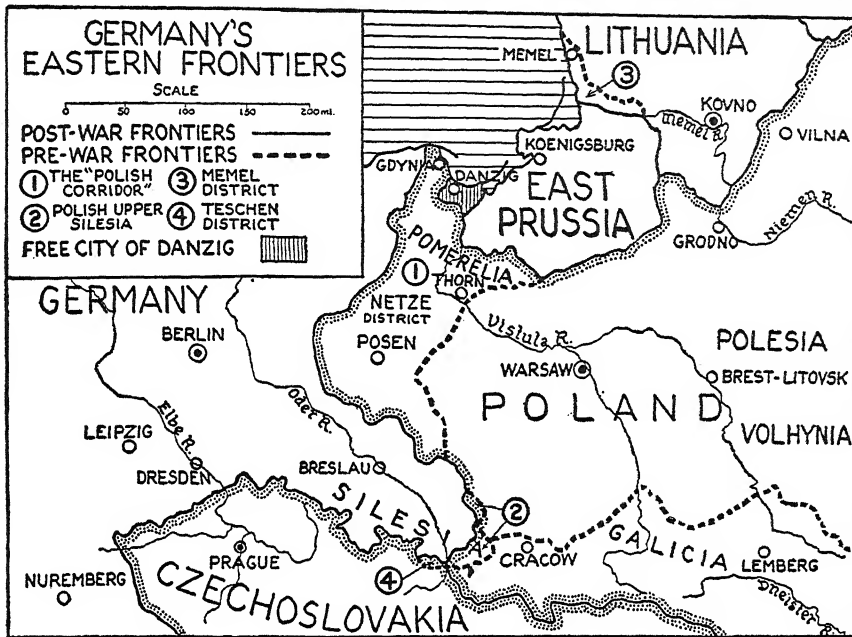 GERMANY'S
EASTERN FRONTIERS
SCALE
0 50 100 150 200 mi.
POST-WAR FRONTIERS
PRE-WAR FRONTIERS
1 THE "POLISH CORRIDOR"
3 MEMEL DISTRICT
2 POLISH UPPER SILESIA
4 TESCHEN DISTRICT
FREE CITY OF DANZIG
LITHUANIA
MEMEL
3
KOVNO
Memel R.
VILNA
KOENIGSBURG
GDYNIA
DANZIG
EAST
PRUSSIA
Niemen R.
GRODNO
POMERELIA
1
THORN
GERMANY
NETZE
DISTRICT
Vistula R.
BERLIN
POSEN
WARSAW
POLESIA
BREST-LITOVSK
Oder R.
POLAND
Elbe R.
VOLHYNIA
LEIPZIG
DRESDEN
BRESLAU
SILES
A
2
GALICIA
CRACOW
LEMBERG
PRAGUE
4
NUREMBERG
CZECHOSLOVAKIA
Dneister R.